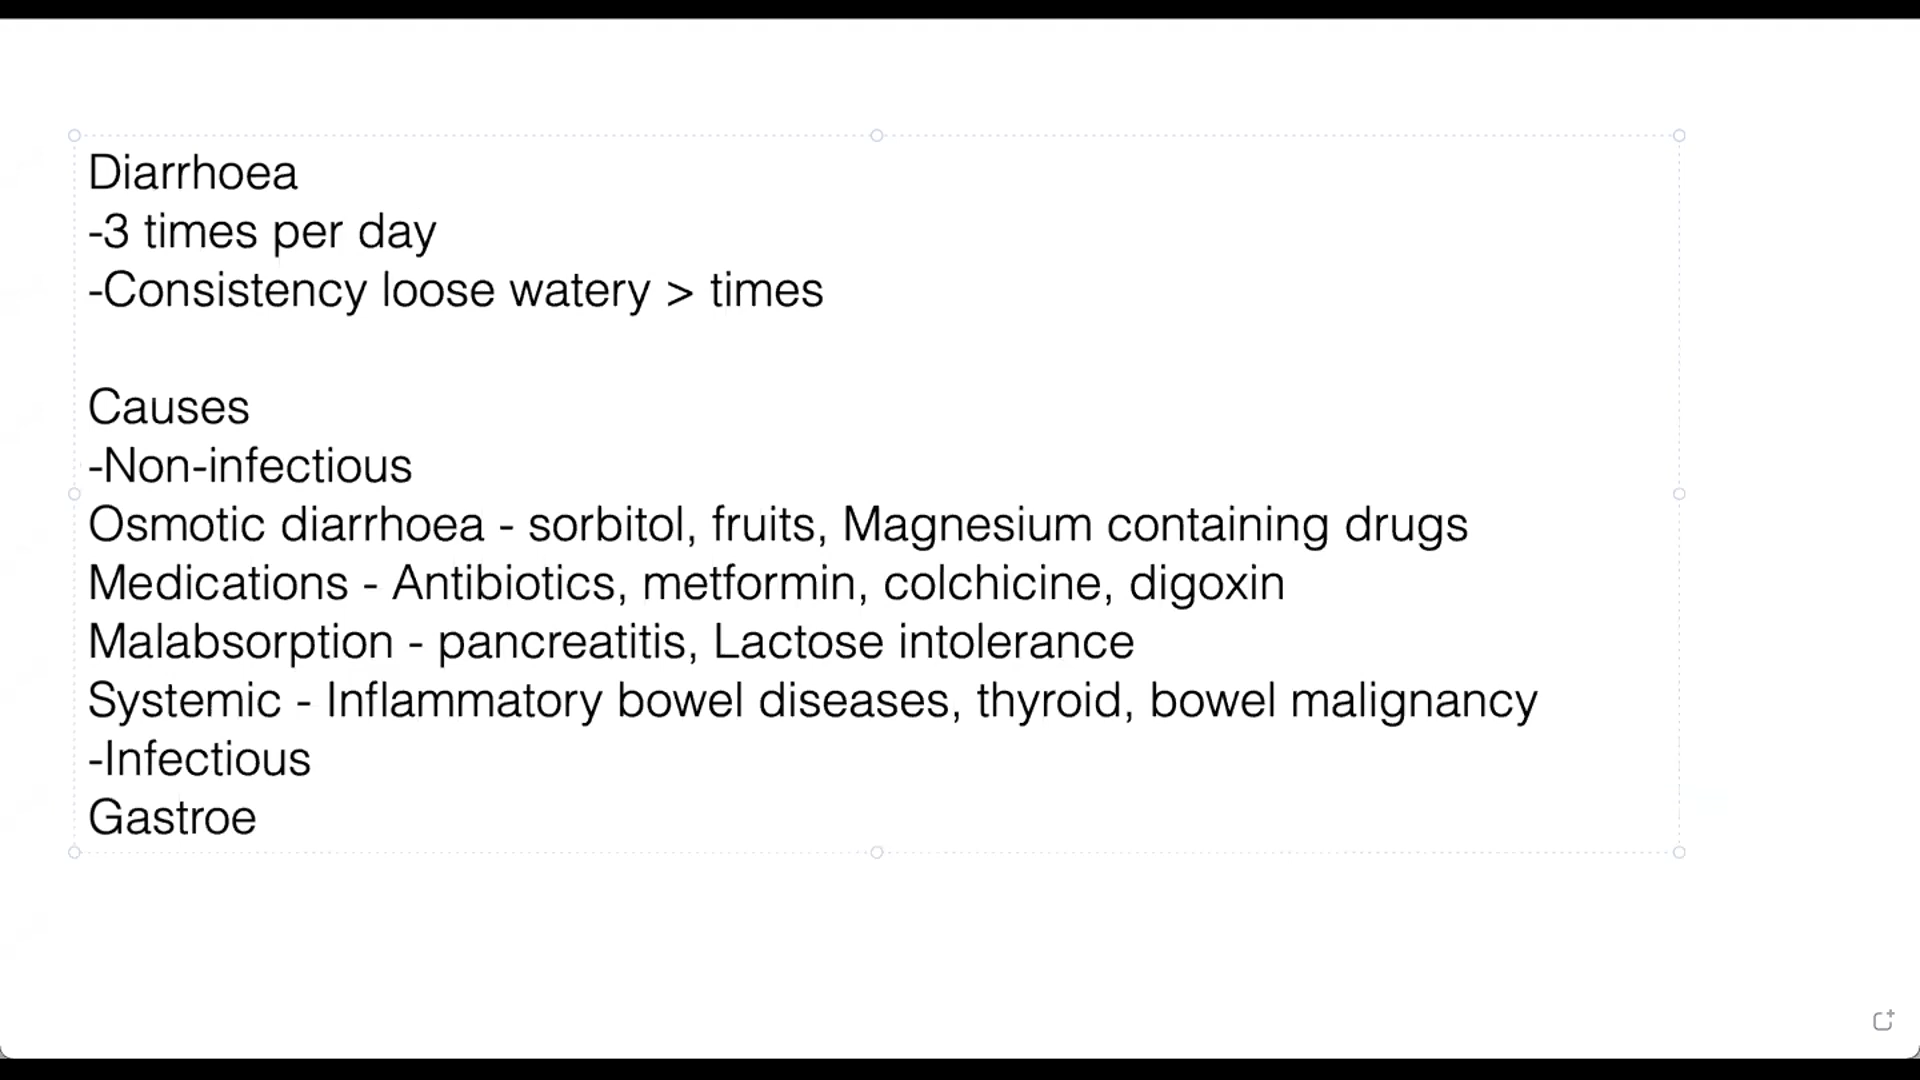 Diarrhoea
-3 times per day
-Consistency loose watery > times
Causes
-Non-infectious
Osmotic diarrhoea - sorbitol, fruits, Magnesium containing drugs
Medications - Antibiotics, metformin, colchicine, digoxin
Malabsorption - pancreatitis, Lactose intolerance
Systemic - Inflammatory bowel diseases, thyroid, bowel malignancy
-Infectious
Gastroe